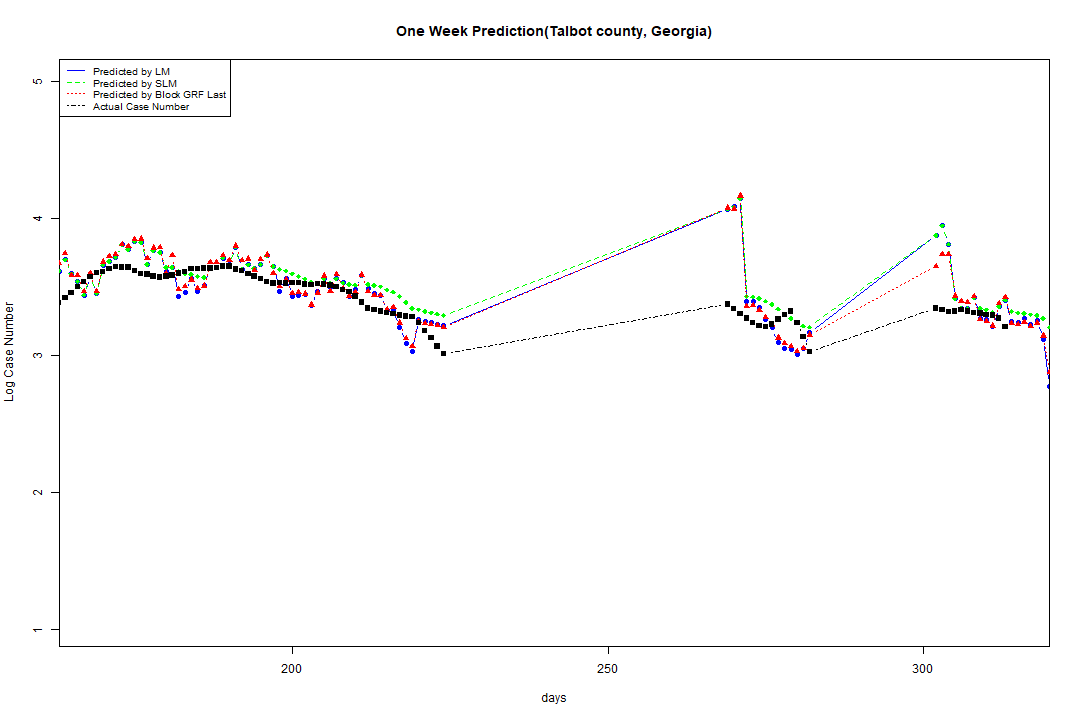 One Week Prediction(Talbot county, Georgia)
Predicted by LM
Predicted by SLM
Predicted by Block GRF Last
Actual Case Number
5
4
3
2
1
Log Case Number
200
250
300
days